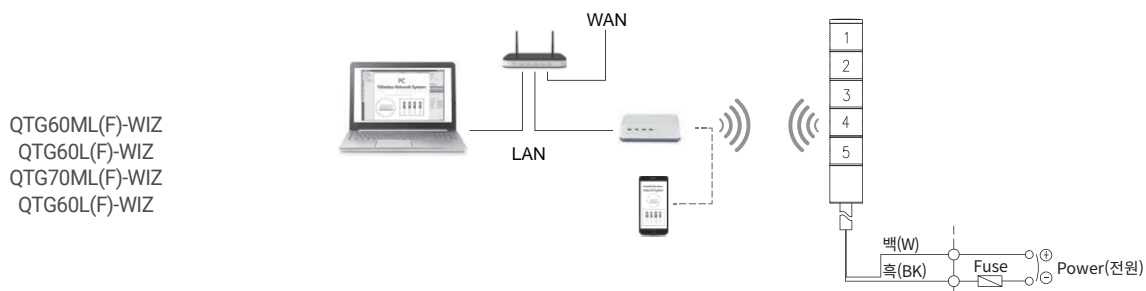 QTG60ML(F)-WIZ
QTG60L(F)-WIZ
QTG70ML(F)-WIZ
QTG60L(F)-WIZ
WAN
LAN
PC
1
2
3
4
5
백(W)
흑(BK)
Fuse
⊕
⊖
Power(전원)